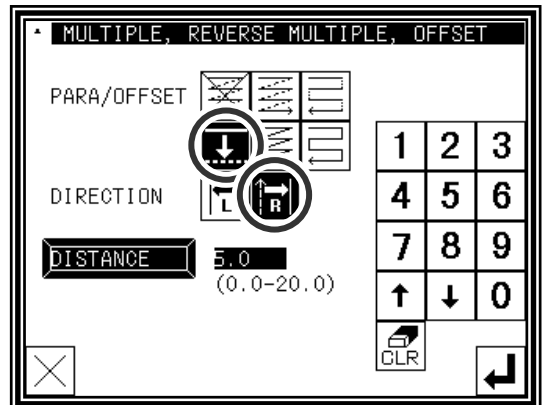 MULTIPLE, REVERSE MULTIPLE, OFFSET
PARA/OFFSET
1 2 3
DIRECTION L R
4 5 6
DISTANCE 5.0
7 8 9
(0.0-20.0)
↑ ↓ 0
CLR